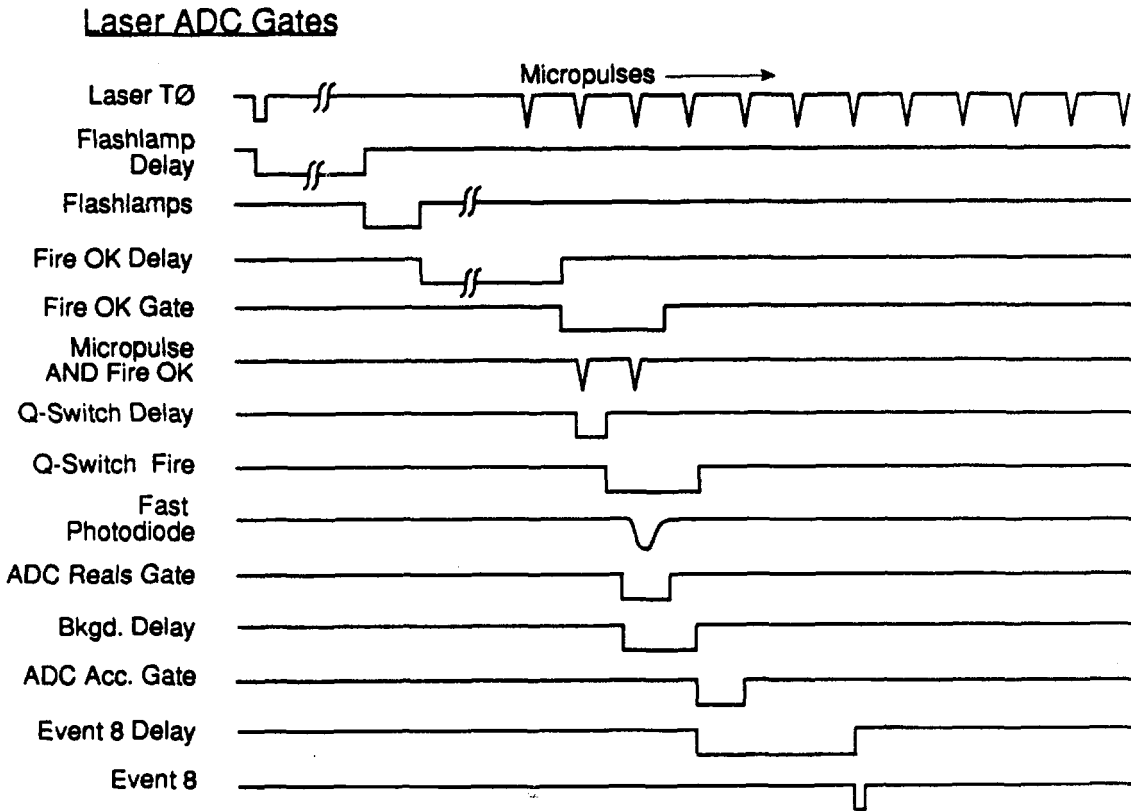 Laser ADC Gates
Micropulses
Laser TØ
Flashlamp
Delay
Flashlamps
Fire OK Delay
Fire OK Gate
Micropulse
AND Fire OK
Q-Switch Delay
Q-Switch Fire
Fast
Photodiode
ADC Reals Gate
Bkgd. Delay
ADC Acc. Gate
Event 8 Delay
Event 8